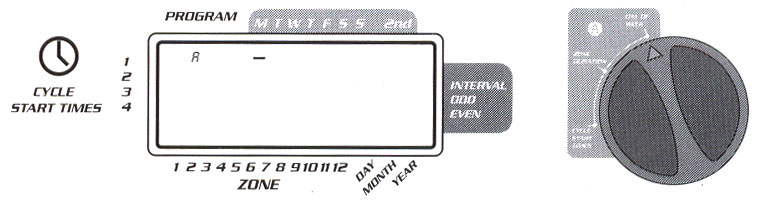 PROGRAM
M T W T F S S 2nd
A
CYCLE
START TIMES
1
2
3
4
INTERVAL
ODD
EVEN
1 2 3 4 5 6 7 8 9 10 11 12
DAY
MONTH
YEAR
ZONE
A
DAY OF
WEEK
ZONE
DURATION
CYCLE
START
TIMES